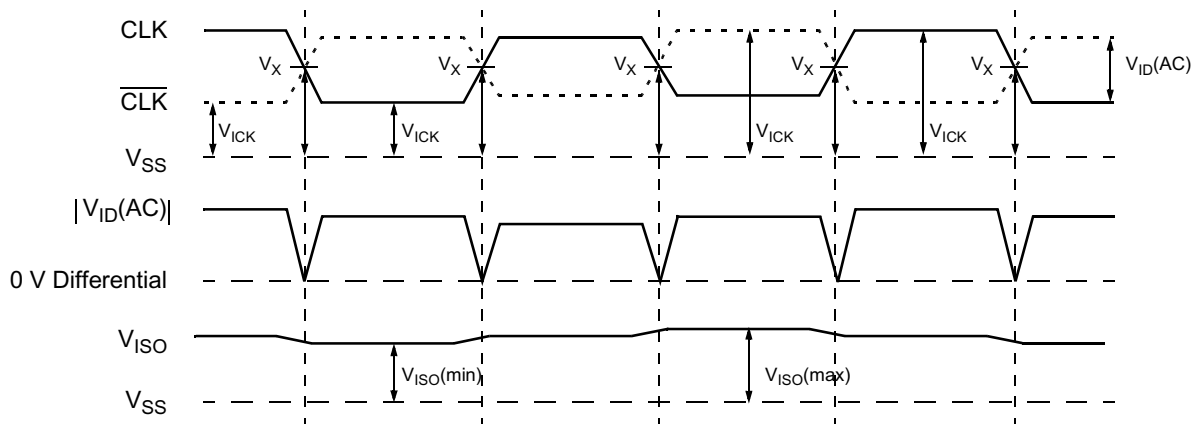 CLK
V_X V_X V_X V_X V_X
V_ID(AC)
C̅L̅K̅
V_ICK V_ICK V_ICK V_ICK
V_SS
|V_ID(AC)|
0 V Differential
V_ISO
V_ISO(min) V_ISO(max)
V_SS